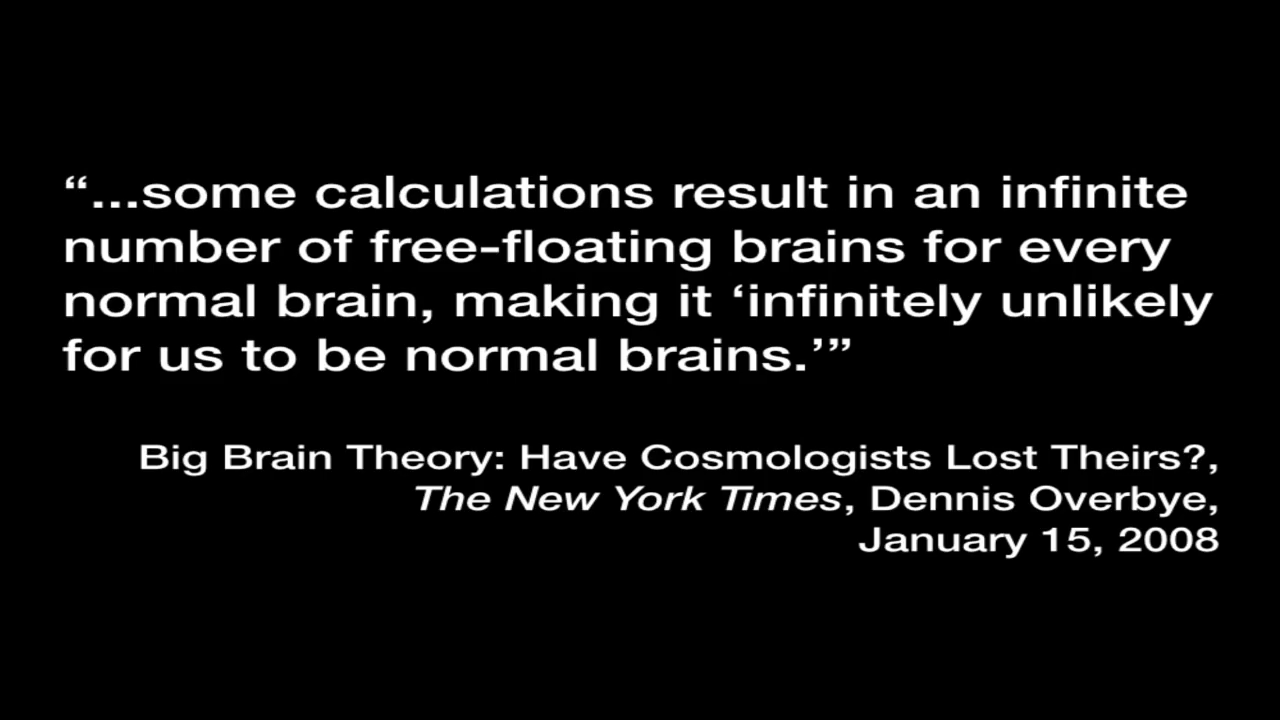 “...some calculations result in an infinite
number of free-floating brains for every
normal brain, making it ‘infinitely unlikely
for us to be normal brains.’”
Big Brain Theory: Have Cosmologists Lost Theirs?,
The New York Times, Dennis Overbye,
January 15, 2008